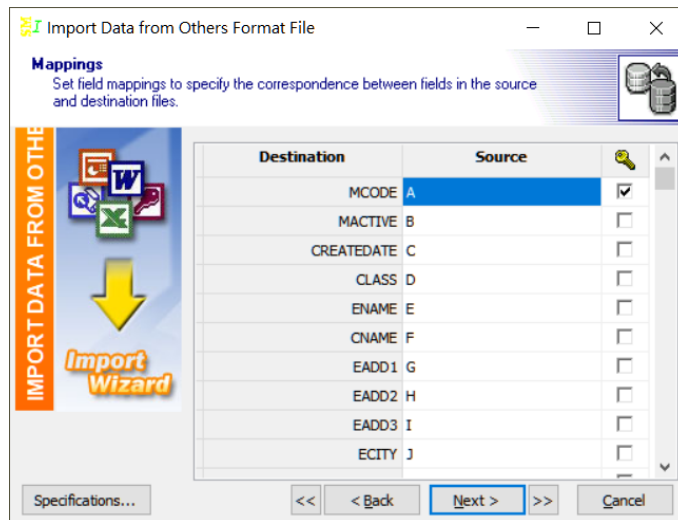 SM I Import Data from Others Format File
Mappings
Set field mappings to specify the correspondence between fields in the source
and destination files.
IMPORT DATA FROM OTHE
W
X
Import
Wizard
Destination Source
MCODE A
MACTIVE B
CREATEDATE C
CLASS D
ENAME E
CNAME F
EADD1 G
EADD2 H
EADD3 I
ECITY J
Specifications... << < Back Next > >> Cancel